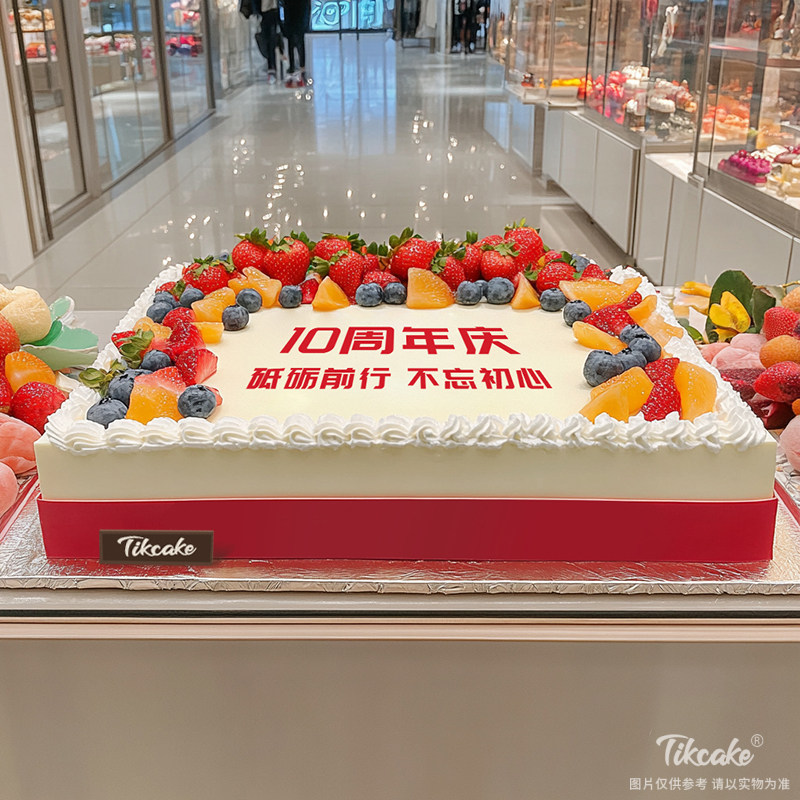 10周年庆
砥砺前行 不忘初心
Tikcake
Tikcake®
图片仅供参考 请以实物为准